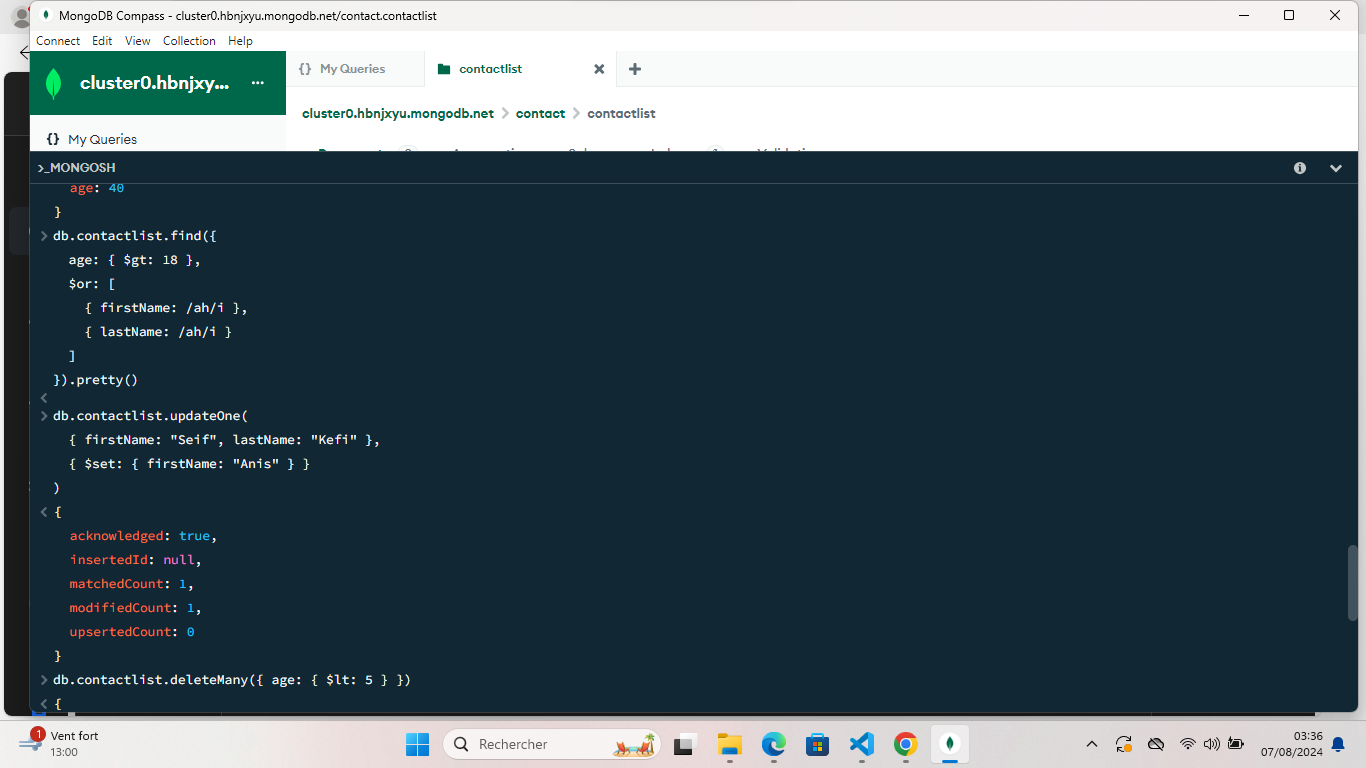 MongoDB Compass - cluster0.hbnjxyu.mongodb.net/contact.contactlist
Connect Edit View Collection Help
cluster0.hbnjxy... ...
{} My Queries
contactlist
cluster0.hbnjxyu.mongodb.net > contact > contactlist
{} My Queries
>_MONGOSH
age: 40
}
> db.contactlist.find({
age: { $gt: 18 },
$or: [
{ firstName: /ah/i },
{ lastName: /ah/i }
]
}).pretty()
<
> db.contactlist.updateOne(
{ firstName: "Seif", lastName: "Kefi" },
{ $set: { firstName: "Anis" } }
)
< {
acknowledged: true,
insertedId: null,
matchedCount: 1,
modifiedCount: 1,
upsertedCount: 0
}
> db.contactlist.deleteMany({ age: { $lt: 5 } })
< {
1
Vent fort
13:00
Rechercher
03:36
07/08/2024